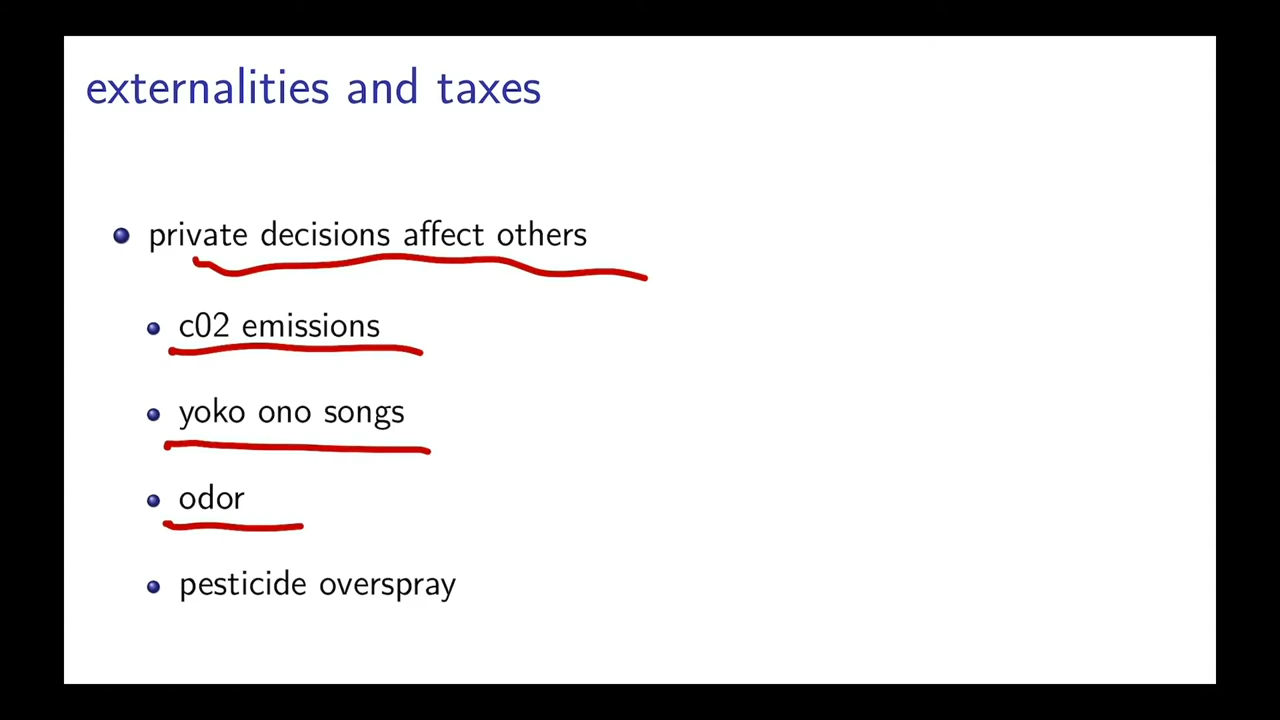 externalities and taxes
private decisions affect others
c02 emissions
yoko ono songs
odor
pesticide overspray